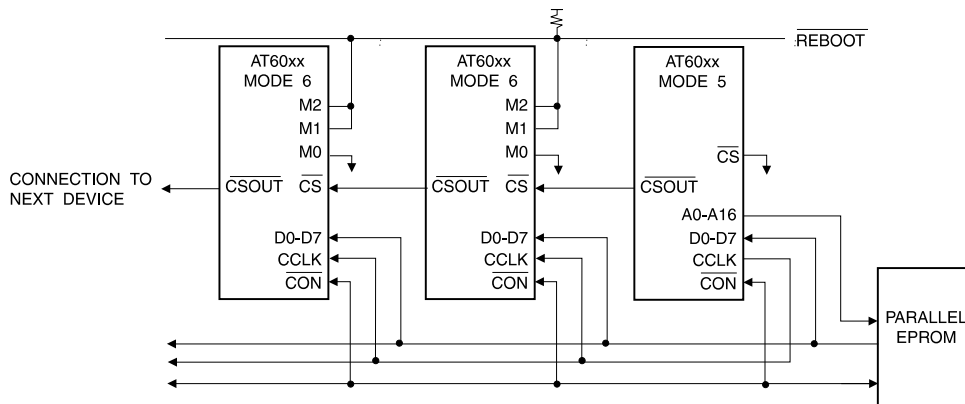 REBOOT
AT60xx
MODE 6
M2
M1
M0
CSOUT
CS
D0-D7
CCLK
CON
AT60xx
MODE 6
M2
M1
M0
CSOUT
CS
D0-D7
CCLK
CON
AT60xx
MODE 5
CS
CSOUT
A0-A16
D0-D7
CCLK
CON
CONNECTION TO
NEXT DEVICE
PARALLEL
EPROM